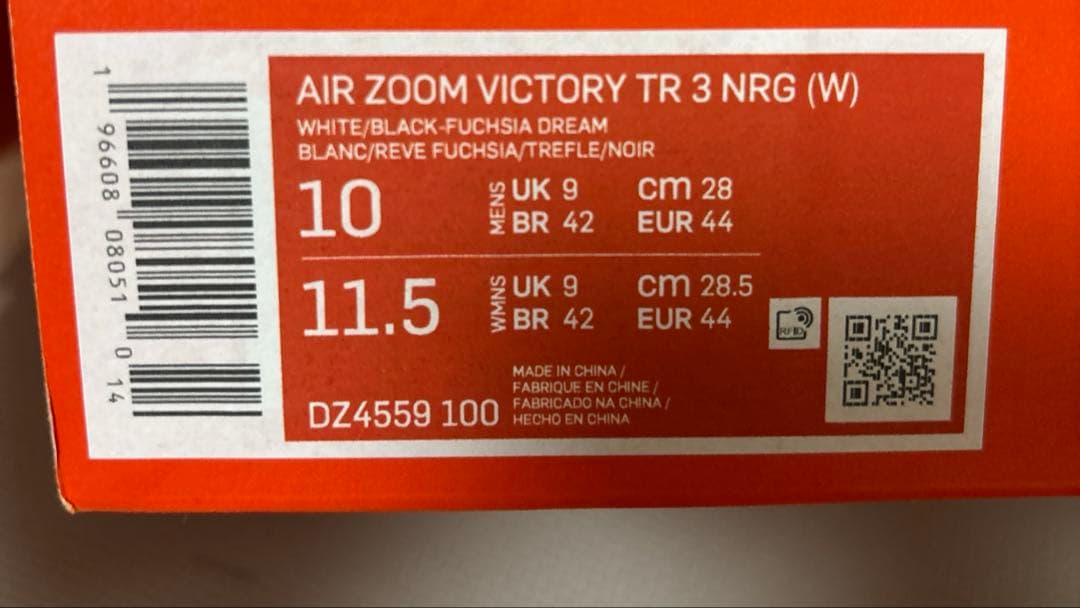 AIR ZOOM VICTORY TR 3 NRG (W)
WHITE/BLACK-FUCHSIA DREAM
BLANC/REVE FUCHSIA/TREFLE/NOIR
10 MENS UK 9 cm 28
BR 42 EUR 44
11.5 WMNS UK 9 cm 28.5
BR 42 EUR 44
RFID
DZ4559 100
MADE IN CHINA /
FABRIQUE EN CHINE /
FABRICADO NA CHINA /
HECHO EN CHINA
1 96608 08051 0 14